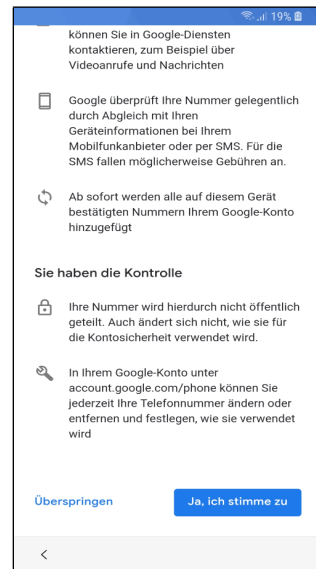 19%
können Sie in Google-Diensten
kontaktieren, zum Beispiel über
Videoanrufe und Nachrichten
Google überprüft Ihre Nummer gelegentlich
durch Abgleich mit Ihren
Geräteinformationen bei Ihrem
Mobilfunkanbieter oder per SMS. Für die
SMS fallen möglicherweise Gebühren an.
Ab sofort werden alle auf diesem Gerät
bestätigten Nummern Ihrem Google-Konto
hinzugefügt
Sie haben die Kontrolle
Ihre Nummer wird hierdurch nicht öffentlich
geteilt. Auch ändert sich nicht, wie sie für
die Kontosicherheit verwendet wird.
In Ihrem Google-Konto unter
account.google.com/phone können Sie
jederzeit Ihre Telefonnummer ändern oder
entfernen und festlegen, wie sie verwendet
wird
Überspringen
Ja, ich stimme zu